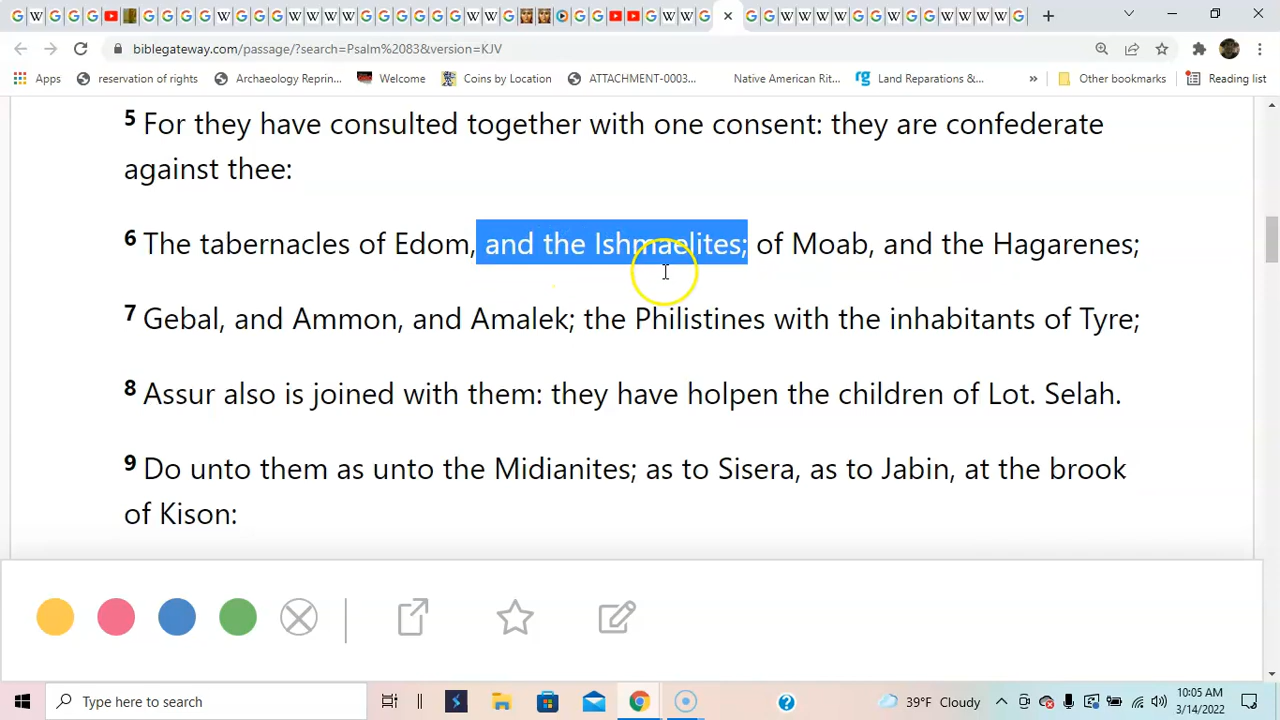 biblegateway.com/passage/?search=Psalm%2083&version=KJV
Apps reservation of rights Archaeology Reprin... Welcome Coins by Location ATTACHMENT-0003... Native American Rit... Land Reparations &... » Other bookmarks Reading list
5 For they have consulted together with one consent: they are confederate
against thee:
6 The tabernacles of Edom, and the Ishmaelites; of Moab, and the Hagarenes;
7 Gebal, and Ammon, and Amalek; the Philistines with the inhabitants of Tyre;
8 Assur also is joined with them: they have holpen the children of Lot. Selah.
9 Do unto them as unto the Midianites; as to Sisera, as to Jabin, at the brook
of Kison:
Type here to search
39°F Cloudy
10:05 AM
3/14/2022